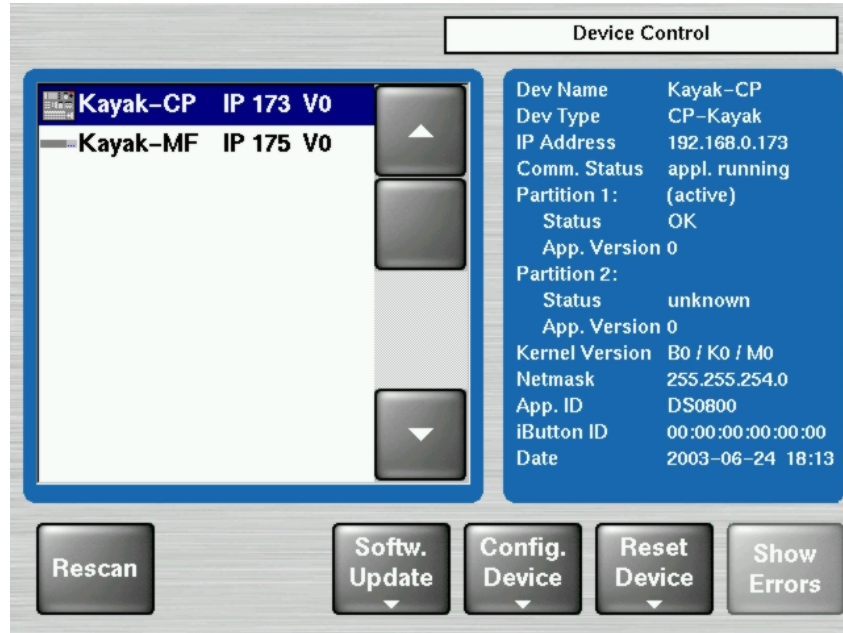 Device Control
Kayak-CP IP 173 V0
Kayak-MF IP 175 V0
Dev Name Kayak-CP
Dev Type CP-Kayak
IP Address 192.168.0.173
Comm. Status appl. running
Partition 1: (active)
Status OK
App. Version 0
Partition 2:
Status unknown
App. Version 0
Kernel Version B0 / K0 / M0
Netmask 255.255.254.0
App. ID DS0800
iButton ID 00:00:00:00:00:00
Date 2003-06-24 18:13
Rescan
Softw.
Update
Config.
Device
Reset
Device
Show
Errors